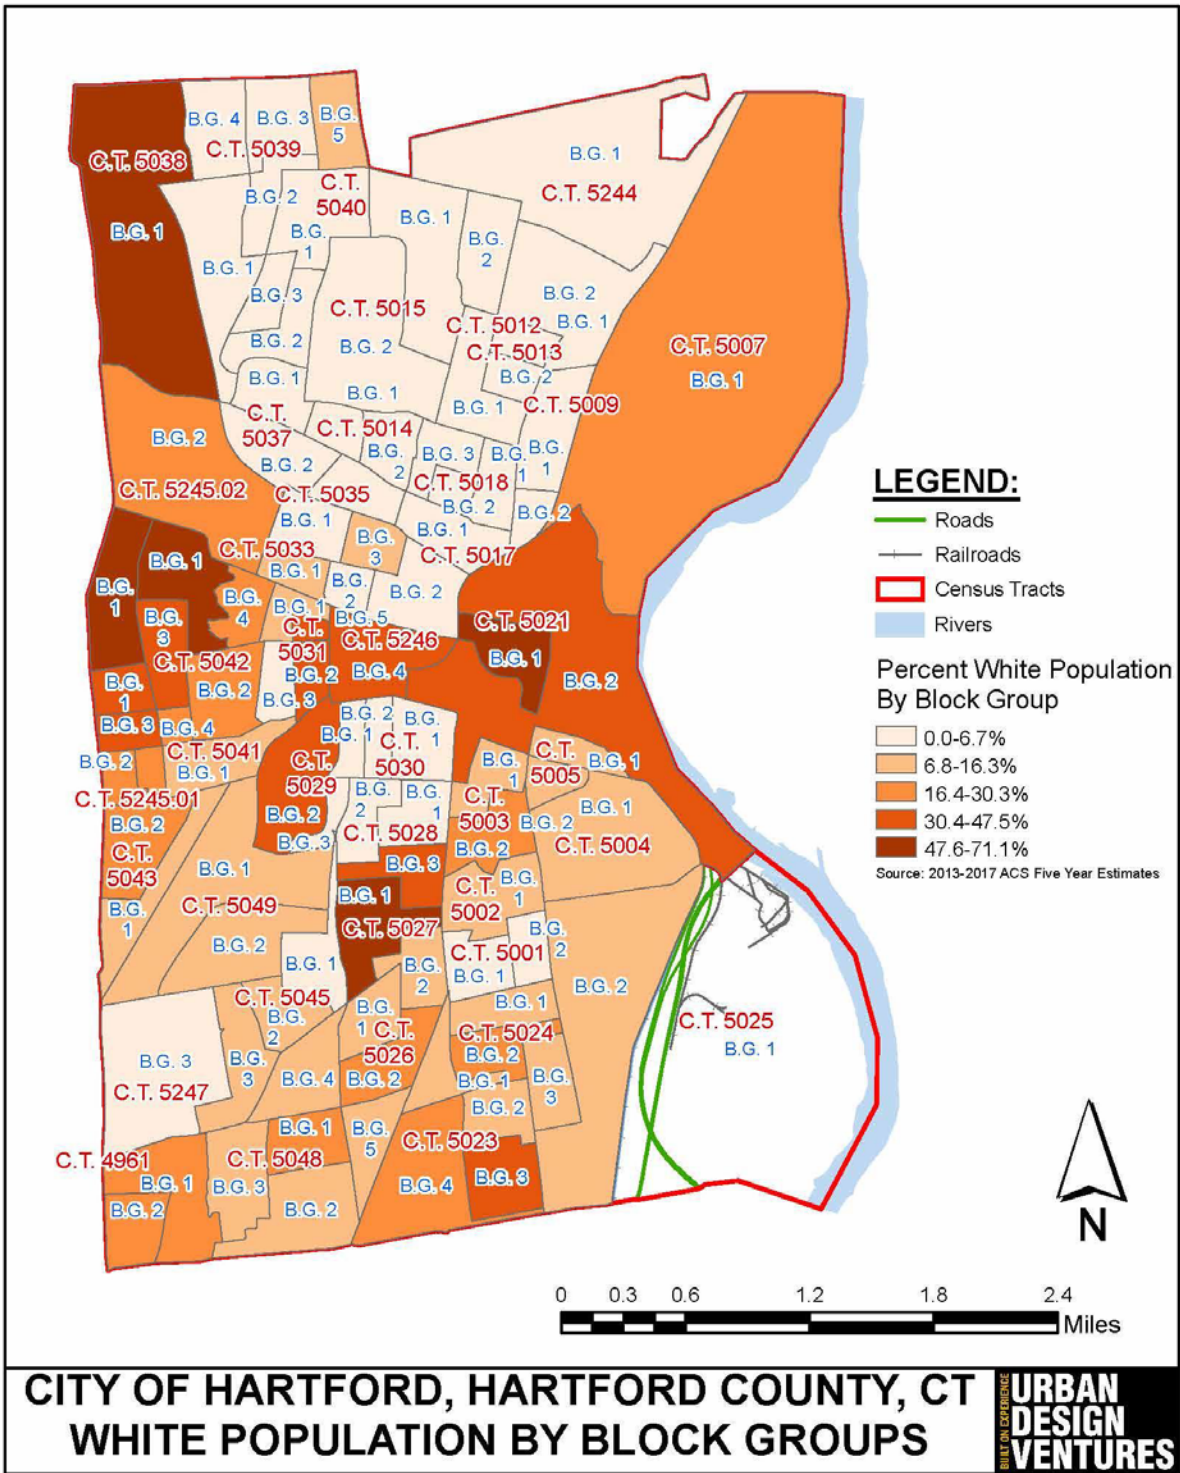 B.G. 4
B.G. 3
B.G.
5
C.T. 5038
C.T. 5039
B.G. 1
C.T. 5244
C.T.
5040
B.G. 2
B.G. 1
B.G. 1
B.G.
1
B.G.
2
B.G. 1
B.G. 3
C.T. 5015
B.G. 2
B.G. 1
C.T. 5012
C.T. 5013
B.G. 2
B.G. 2
B.G. 2
C.T. 5007
B.G. 1
B.G. 1
B.G. 1
B.G. 1
C.T. 5009
C.T.
5037
C.T. 5014
B.G. 2
B.G. 2
B.G.
2
B.G. 3
B.G.
1
B.G.
1
C.T. 5245.02
C.T. 5035
C.T. 5018
B.G. 2
B.G. 2
B.G. 1
B.G. 1
C.T. 5033
B.G.
3
C.T. 5017
B.G. 1
B.G. 1
B.G.
1
B.G.
2
B.G. 2
B.G.
4
B.G. 1
B.G. 5
B.G.
3
C.T.
5031
C.T. 5246
C.T. 5021
B.G. 1
C.T. 5042
B.G. 2
B.G. 4
B.G. 2
B.G.
1
B.G. 2
B.G. 3
B.G. 3
B.G. 4
B.G. 2
B.G. 1
B.G.
1
C.T.
5030
C.T. 5041
B.G. 2
B.G. 1
C.T.
5029
B.G.
1
C.T.
5005
B.G. 1
C.T. 5245.01
B.G. 2
B.G. 2
B.G.
2
B.G.
1
C.T.
5003
B.G. 1
B.G. 2
C.T. 5028
B.G. 3
C.T. 5004
C.T.
5043
B.G. 1
B.G. 3
B.G. 2
B.G. 1
B.G.
1
C.T. 5049
C.T.
5002
B.G.
1
C.T. 5027
B.G. 2
B.G. 1
C.T. 5001
B.G.
2
B.G. 1
B.G.
2
B.G. 2
C.T. 5045
B.G.
2
B.G.
1
C.T.
5026
B.G. 1
C.T. 5024
B.G. 2
C.T. 5025
B.G. 1
B.G. 3
C.T. 5247
B.G.
3
B.G. 4
B.G. 2
B.G. 1
B.G. 2
B.G.
3
C.T. 4961
B.G. 1
B.G. 2
C.T. 5048
B.G. 1
B.G. 3
B.G. 2
B.G.
5
C.T. 5023
B.G. 4
B.G. 3
LEGEND:
Roads
Railroads
Census Tracts
Rivers
Percent White Population
By Block Group
0.0-6.7%
6.8-16.3%
16.4-30.3%
30.4-47.5%
47.6-71.1%
Source: 2013-2017 ACS Five Year Estimates
N
0 0.3 0.6 1.2 1.8 2.4
Miles
CITY OF HARTFORD, HARTFORD COUNTY, CT
WHITE POPULATION BY BLOCK GROUPS
BUILT ON EXPERIENCE
URBAN
DESIGN
VENTURES